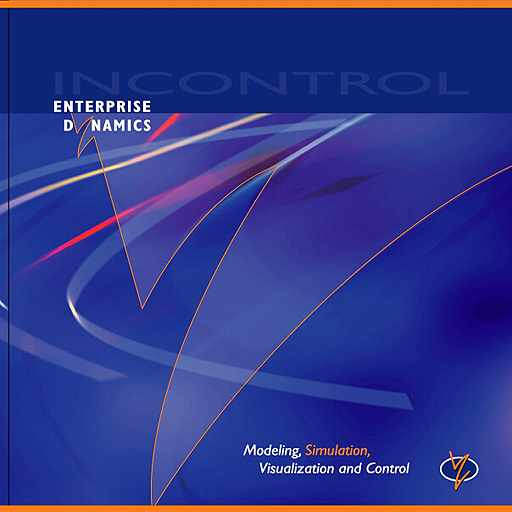 INCONTROL
ENTERPRISE
DYNAMICS
Modeling, Simulation,
Visualization and Control